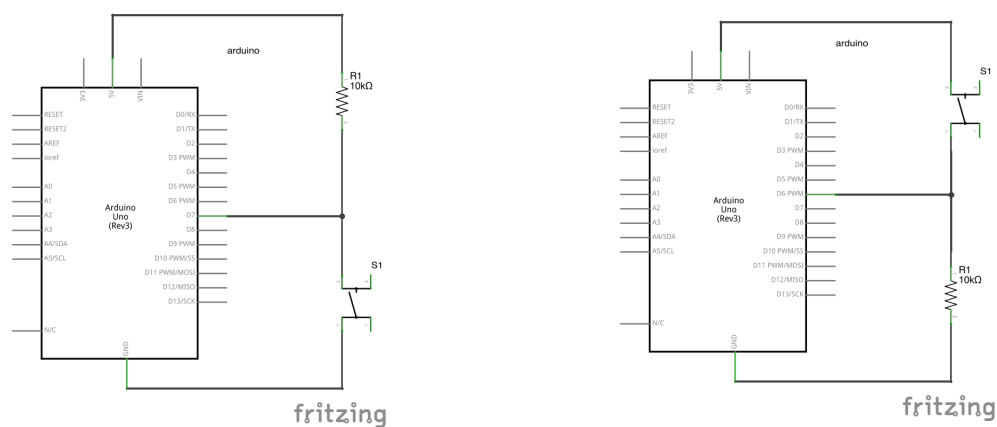 arduino
R1
10kΩ
3V3
5V
VIN
RESET
RESET2
AREF
ioref
A0
A1
A2
A3
A4/SDA
A5/SCL
N/C
D0/RX
D1/TX
D2
D3 PWM
D4
D5 PWM
D6 PWM
D7
D8
D9 PWM
D10 PWM/SS
D11 PWM/MOSI
D12/MISO
D13/SCK
Arduino
Uno
(Rev3)
GND
S1
fritzing
arduino
S1
3V3
5V
VIN
RESET
RESET2
AREF
ioref
A0
A1
A2
A3
A4/SDA
A5/SCL
N/C
D0/RX
D1/TX
D2
D3 PWM
D4
D5 PWM
D6 PWM
D7
D8
D9 PWM
D10 PWM/SS
D11 PWM/MOSI
D12/MISO
D13/SCK
Arduino
Uno
(Rev3)
R1
10kΩ
GND
fritzing